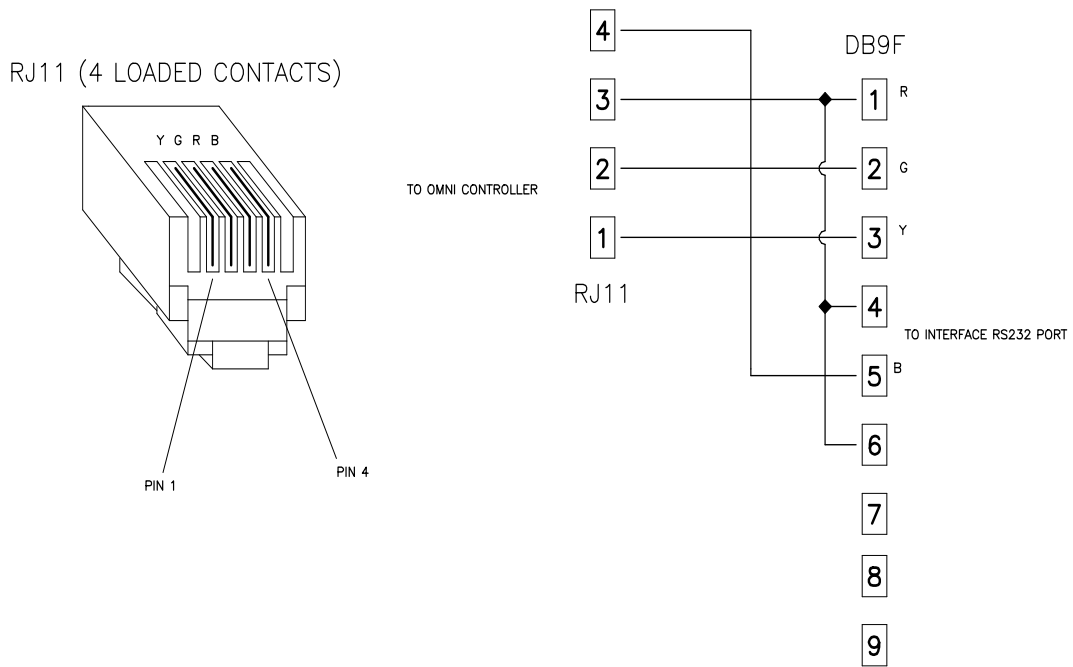 RJ11 (4 LOADED CONTACTS)
Y G R B
PIN 1
PIN 4
TO OMNI CONTROLLER
4
3
2
1
RJ11
DB9F
1 R
2 G
3 Y
4
TO INTERFACE RS232 PORT
5 B
6
7
8
9